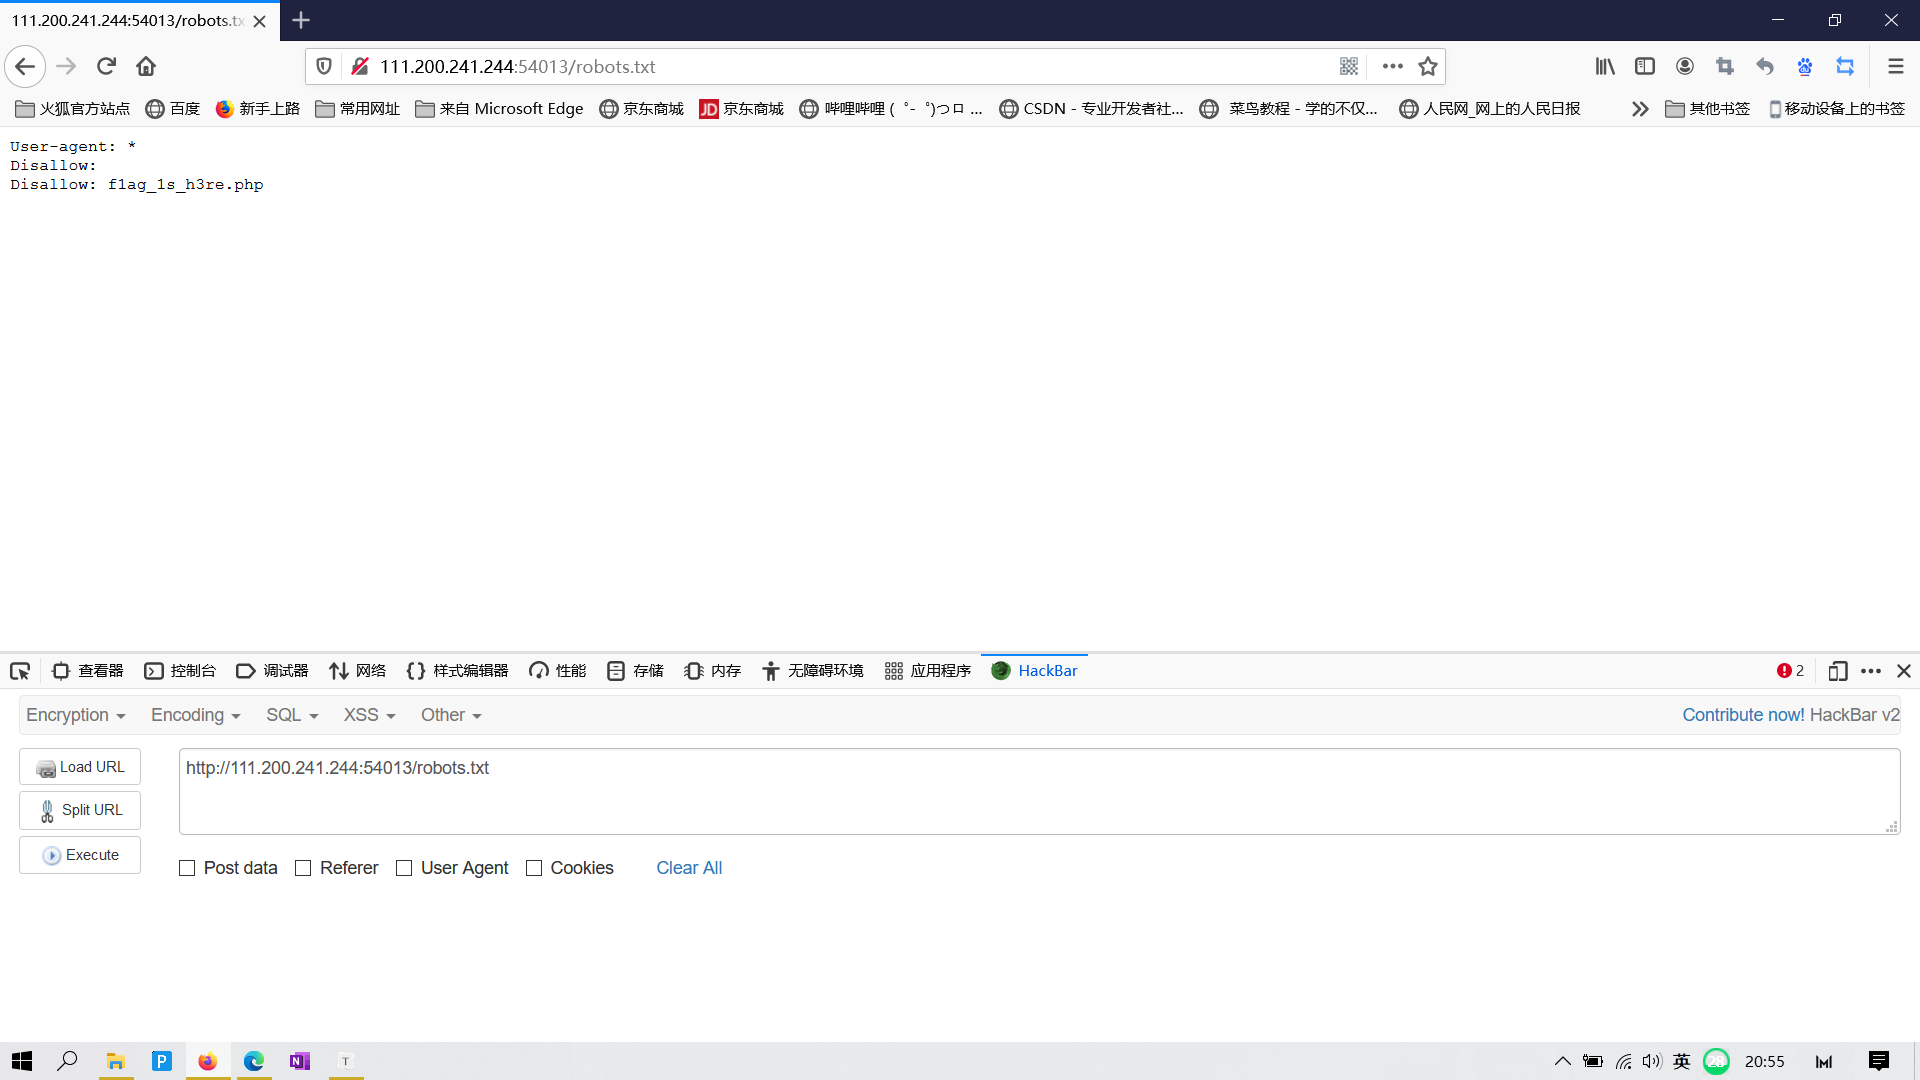 111.200.241.244:54013/robots.tx
111.200.241.244:54013/robots.txt
火狐官方站点 百度 新手上路 常用网址 来自 Microsoft Edge 京东商城 JD 京东商城 哔哩哔哩 ( ゜- ゜)つロ ... CSDN - 专业开发者社... 菜鸟教程 - 学的不仅... 人民网_网上的人民日报 其他书签 移动设备上的书签
User-agent: *
Disallow:
Disallow: f1ag_1s_h3re.php
查看器 控制台 调试器 网络 样式编辑器 性能 存储 内存 无障碍环境 应用程序 HackBar 2
Encryption Encoding SQL XSS Other Contribute now! HackBar v2
Load URL http://111.200.241.244:54013/robots.txt
Split URL
Execute
Post data Referer User Agent Cookies Clear All
P N T 英 28 20:55